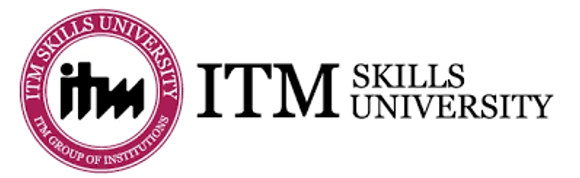 ITM SKILLS UNIVERSITY
itm
ITM GROUP OF INSTITUTIONS
ITM SKILLS
UNIVERSITY